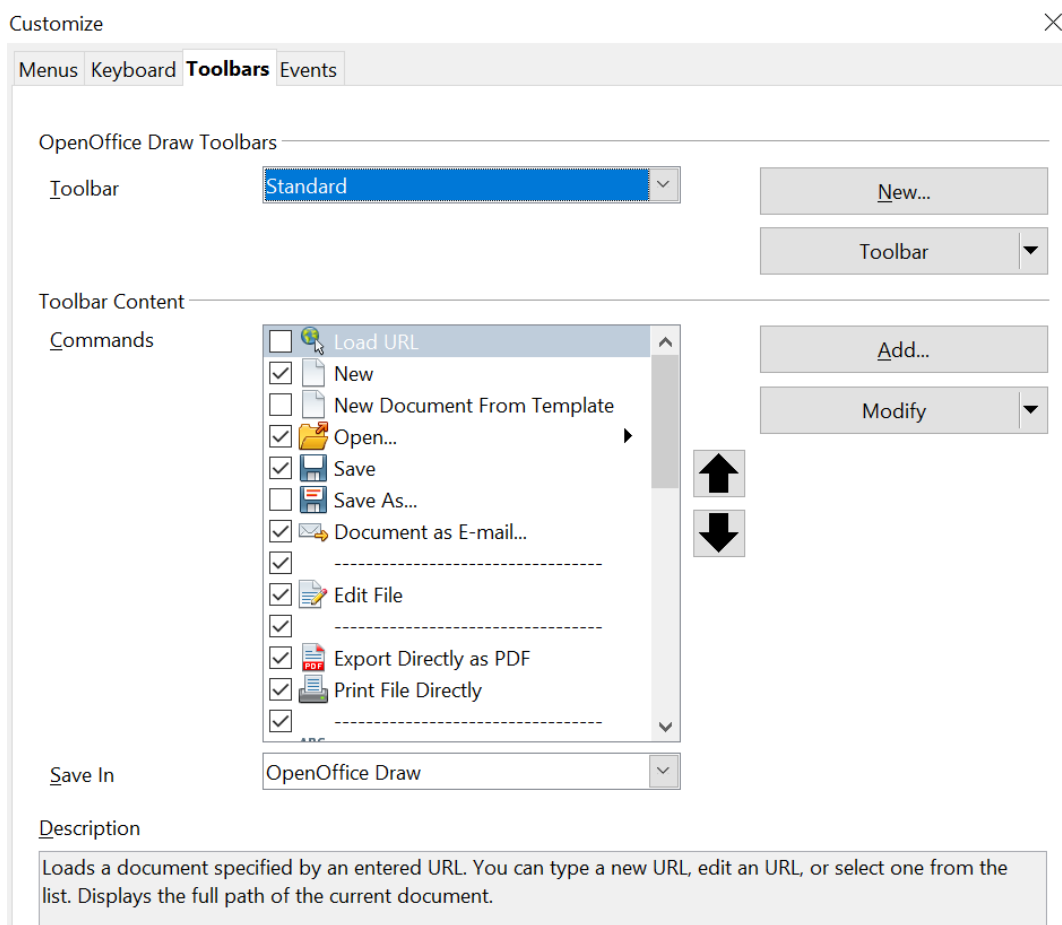 Customize
Menus Keyboard Toolbars Events
OpenOffice Draw Toolbars
Toolbar Standard New...
Toolbar
Toolbar Content
Commands Load URL Add...
New
New Document From Template Modify
Open...
Save
Save As...
Document as E-mail...
---------------------------------
Edit File
---------------------------------
PDF Export Directly as PDF
Print File Directly
---------------------------------
Save In OpenOffice Draw
Description
Loads a document specified by an entered URL. You can type a new URL, edit an URL, or select one from the
list. Displays the full path of the current document.